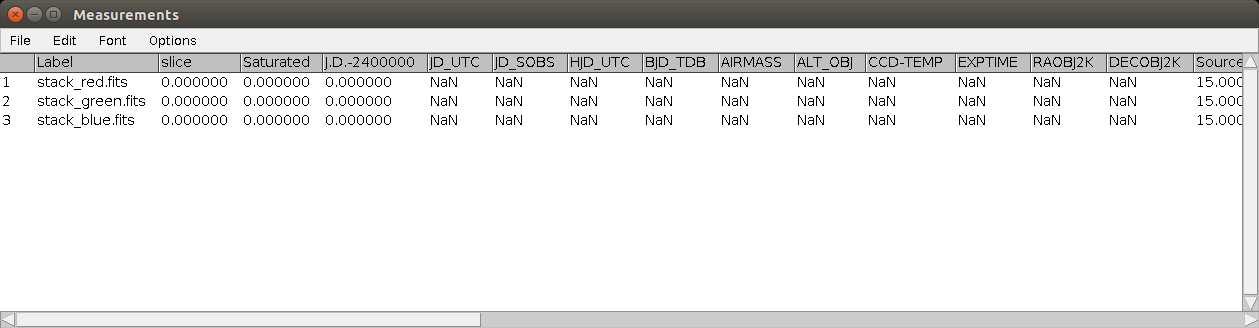 Measurements
File Edit Font Options
Label slice Saturated J.D.-2400000 JD_UTC JD_SOBS HJD_UTC BJD_TDB AIRMASS ALT_OBJ CCD-TEMP EXPTIME RAOBJ2K DECOBJ2K Source
1 stack_red.fits 0.000000 0.000000 0.000000 NaN NaN NaN NaN NaN NaN NaN NaN NaN NaN 15.000
2 stack_green.fits 0.000000 0.000000 0.000000 NaN NaN NaN NaN NaN NaN NaN NaN NaN NaN 15.000
3 stack_blue.fits 0.000000 0.000000 0.000000 NaN NaN NaN NaN NaN NaN NaN NaN NaN NaN 15.000